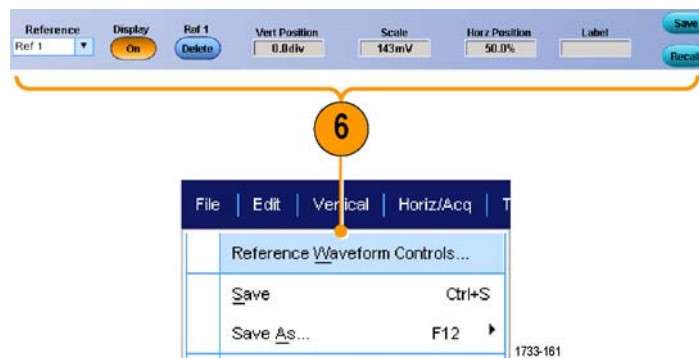 Reference Display Ref 1 Vert Position Scale Horz Position Label Save
Ref 1 On Delete 0.0div 143mV 50.0% Recall
6
File Edit Vertical Horiz/Acq T
Reference Waveform Controls...
Save Ctrl+S
Save As... F12
1733-161